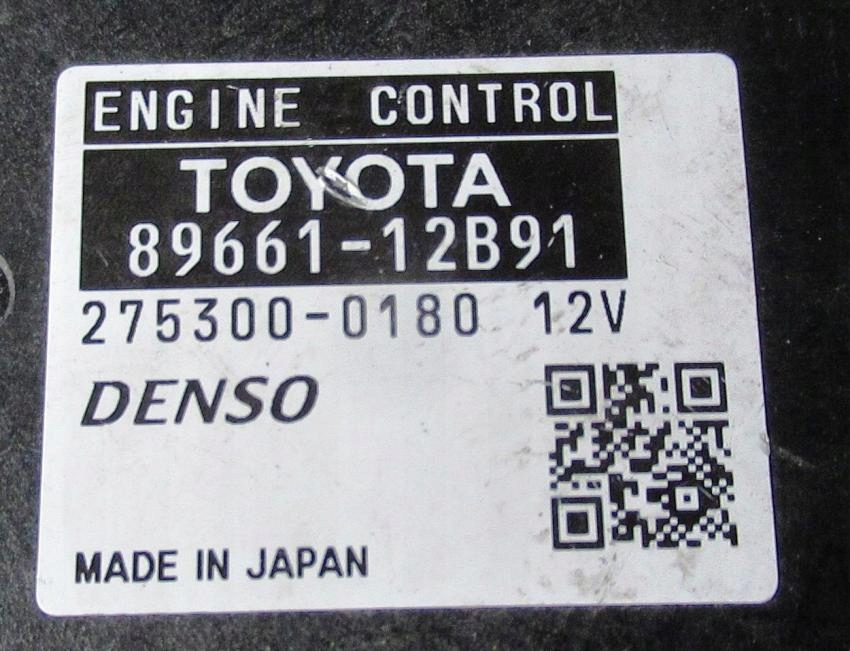 ENGINE CONTROL
TOYOTA
89661-12B91
275300-0180 12V
DENSO
MADE IN JAPAN